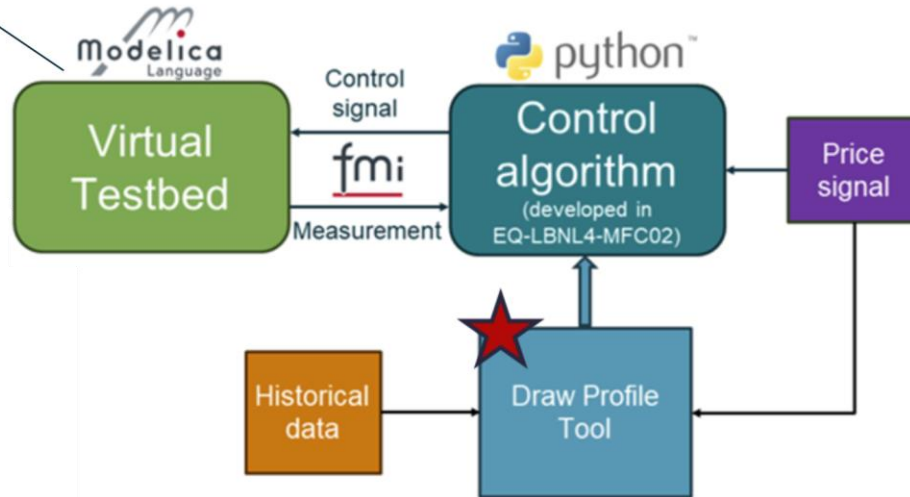 Modelica
Language
python™
Virtual
Testbed
Control
signal
fmi
Measurement
Control
algorithm
(developed in
EQ-LBNL4-MFC02)
Price
signal
Historical
data
Draw Profile
Tool